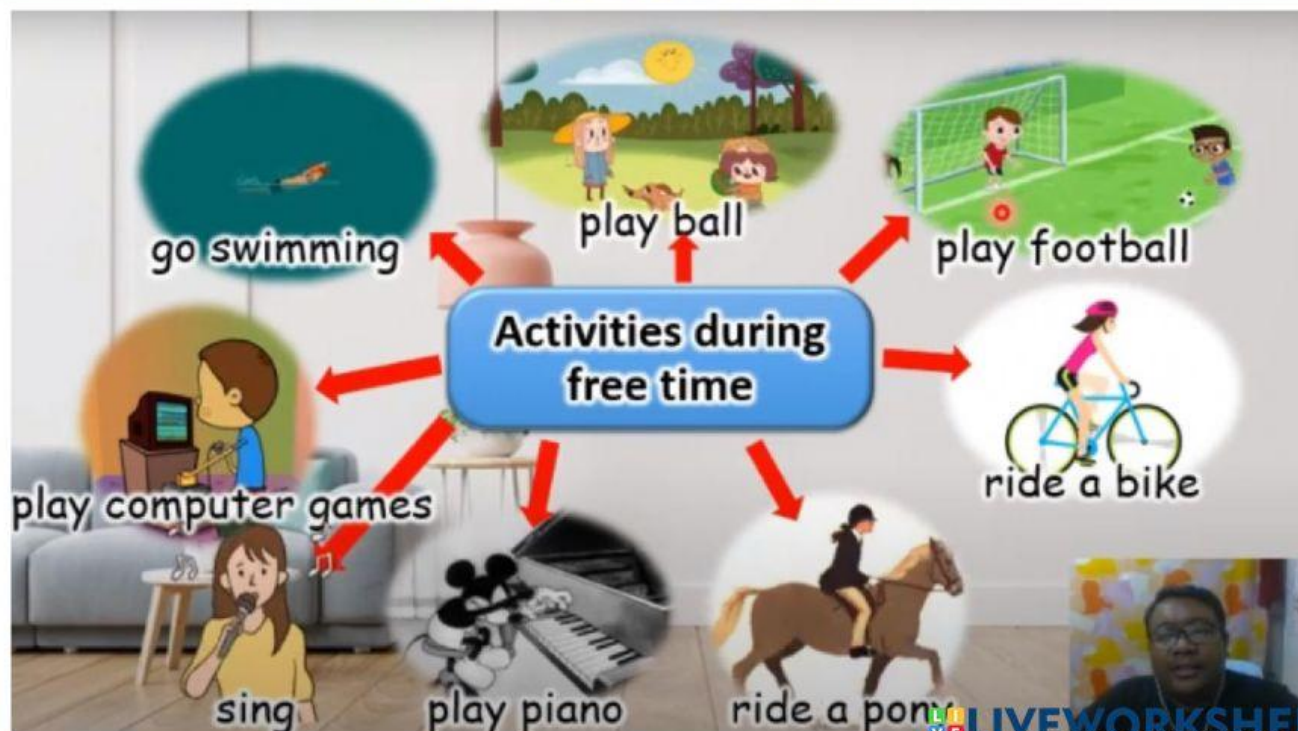 play ball
go swimming
play football
Activities during
free time
ride a bike
play computer games
sing
play piano
ride a pony
LIVEWORKSHE